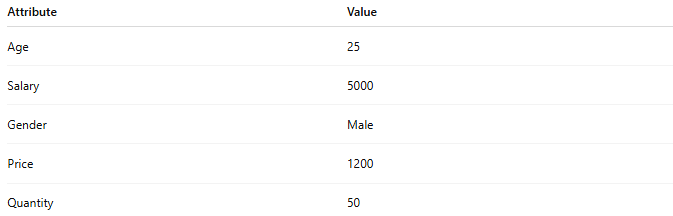 Attribute Value
Age 25
Salary 5000
Gender Male
Price 1200
Quantity 50